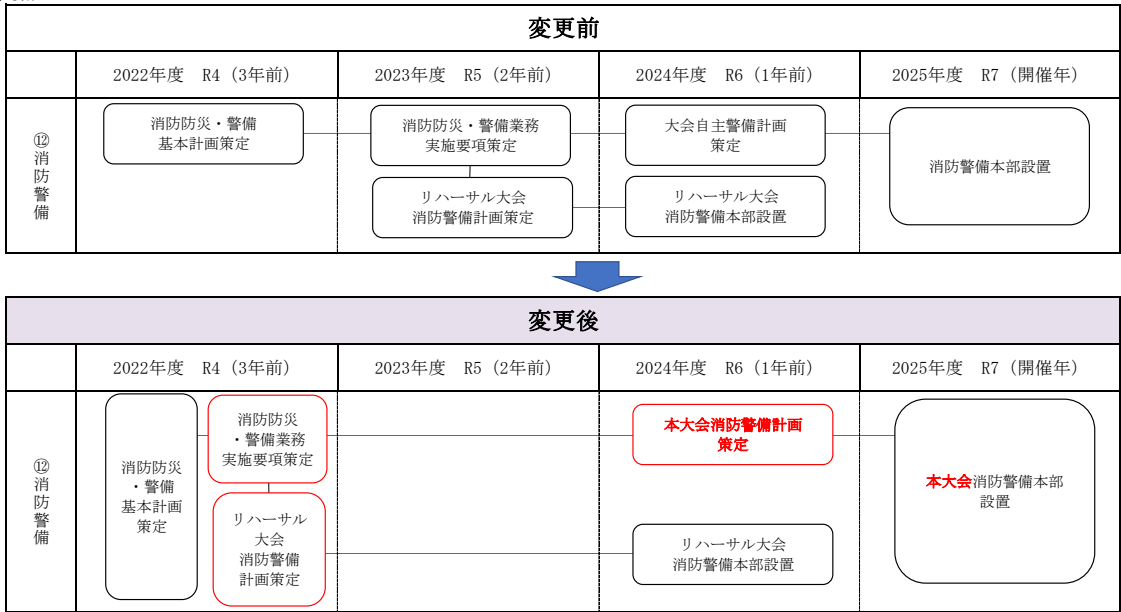 変更前
2022年度　R4（3年前）
2023年度　R5（2年前）
2024年度　R6（1年前）
2025年度　R7（開催年）
⑫消防警備
消防防災・警備
基本計画策定
消防防災・警備業務
実施要項策定
リハーサル大会
消防警備計画策定
大会自主警備計画
策定
リハーサル大会
消防警備本部設置
消防警備本部設置
変更後
2022年度　R4（3年前）
2023年度　R5（2年前）
2024年度　R6（1年前）
2025年度　R7（開催年）
⑫消防警備
消防防災
・警備
基本計画
策定
消防防災
・警備業務
実施要項策定
リハーサル
大会
消防警備
計画策定
本大会消防警備計画
策定
リハーサル大会
消防警備本部設置
本大会消防警備本部
設置